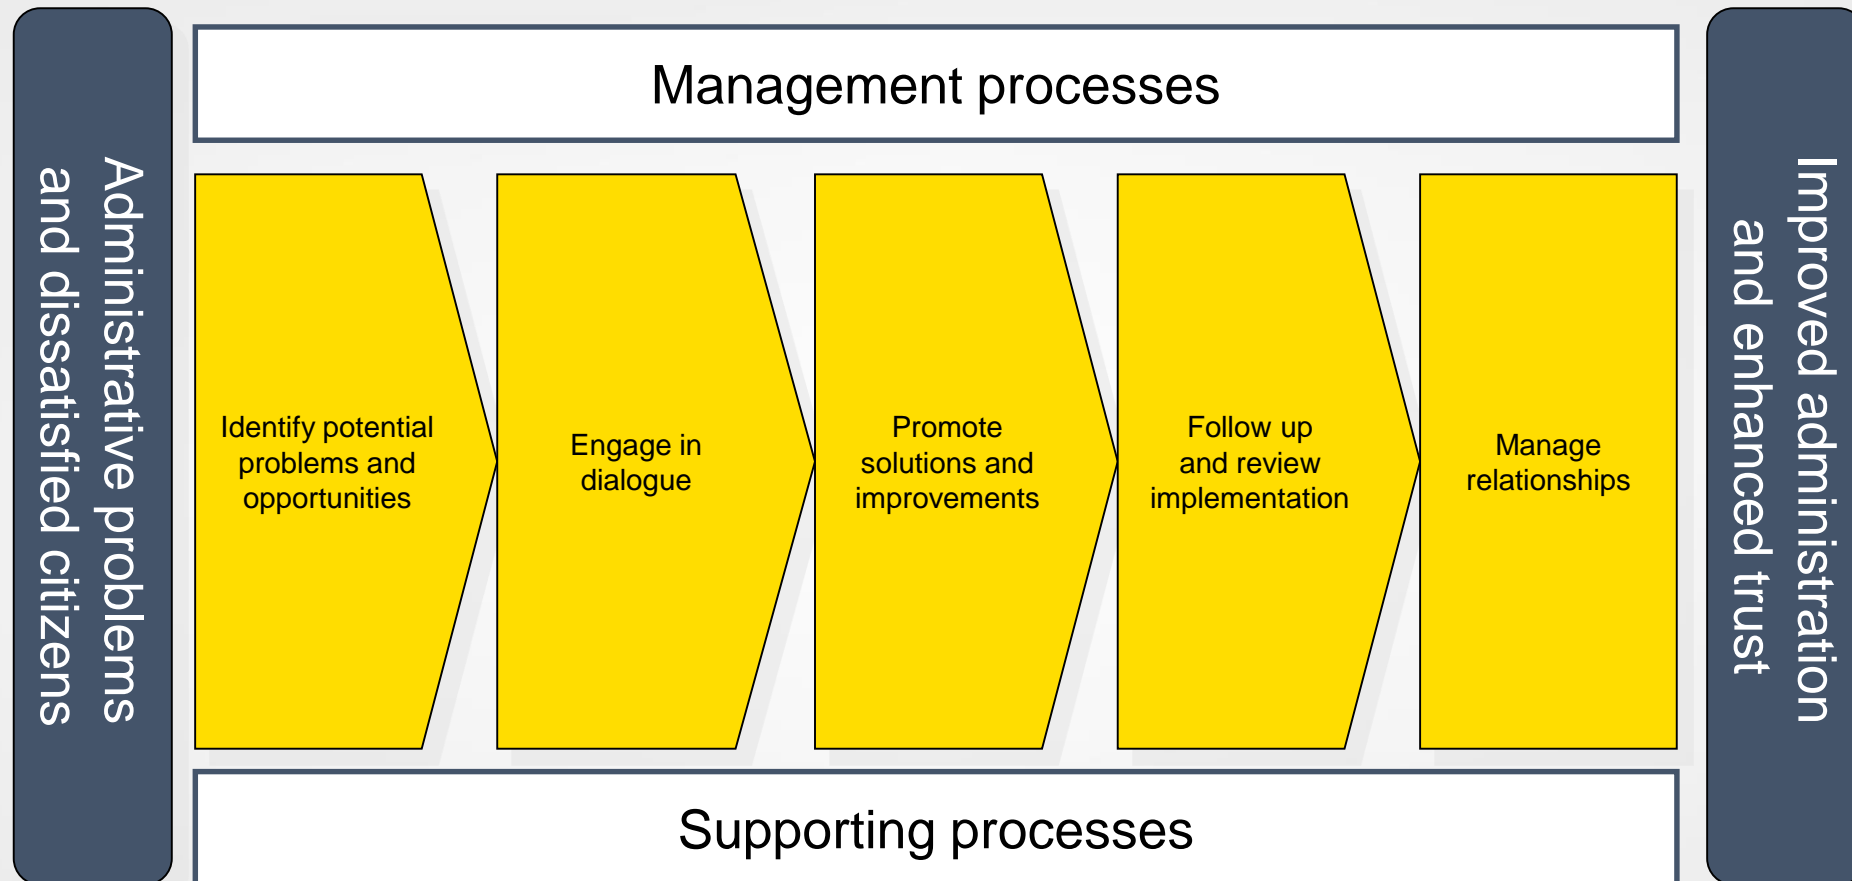 Administrative problems
and dissatisfied citizens
Management processes
Identify potential
problems and
opportunities
Engage in
dialogue
Promote
solutions and
improvements
Follow up
and review
implementation
Manage
relationships
Supporting processes
Improved administration
and enhanced trust